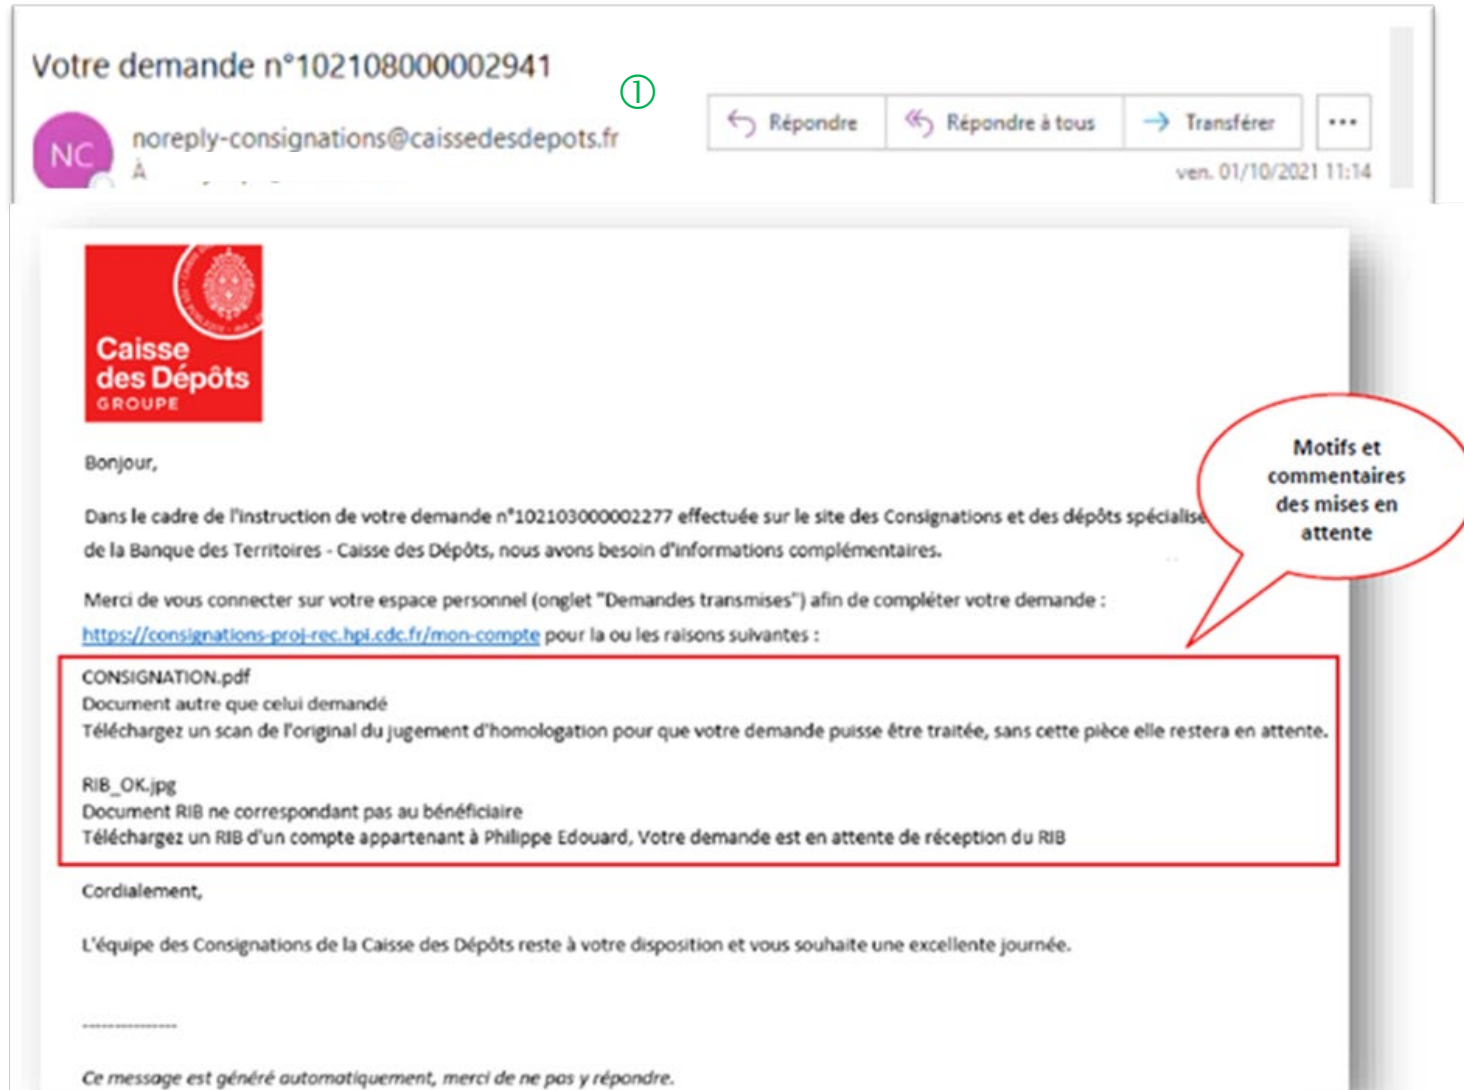 Votre demande n°102108000002941
①
noreply-consignations@caissedesdepots.fr
NC
À
Répondre
Répondre à tous
Transférer
ven. 01/10/2021 11:14
Caisse
des Dépôts
GROUPE
Motifs et
commentaires
des mises en
attente
Bonjour,
Dans le cadre de l'instruction de votre demande n°102103000002277 effectuée sur le site des Consignations et des dépôts spécialisé
de la Banque des Territoires - Caisse des Dépôts, nous avons besoin d'informations complémentaires.
Merci de vous connecter sur votre espace personnel (onglet "Demandes transmises") afin de compléter votre demande :
https://consignations-proj-rec.hpi.cdc.fr/mon-compte pour la ou les raisons suivantes :
CONSIGNATION.pdf
Document autre que celui demandé
Téléchargez un scan de l'original du jugement d'homologation pour que votre demande puisse être traitée, sans cette pièce elle restera en attente.
RIB_OK.jpg
Document RIB ne correspondant pas au bénéficiaire
Téléchargez un RIB d'un compte appartenant à Philippe Edouard, Votre demande est en attente de réception du RIB
Cordialement,
L'équipe des Consignations de la Caisse des Dépôts reste à votre disposition et vous souhaite une excellente journée.
---------------
Ce message est généré automatiquement, merci de ne pas y répondre.